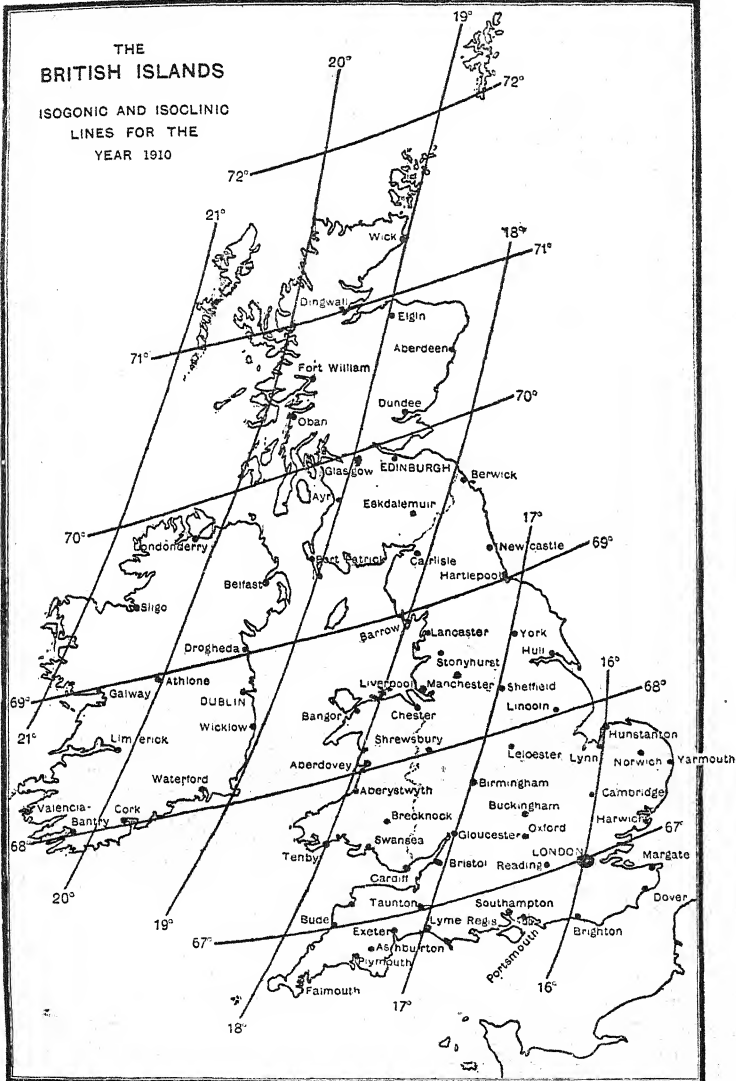 THE
BRITISH ISLANDS
ISOGONIC AND ISOCLINIC
LINES FOR THE
YEAR 1910
19°
20°
72°
72°
21°
18°
Wick
71°
Dingwall
Elgin
71°
Aberdeen
Fort William
70°
Dundee
Oban
Glasgow
EDINBURGH
Berwick
Ayr
Eskdalemuir
17°
70°
Londonderry
Newcastle
69°
Port Patrick
Carlisle
Hartlepool
Belfast
Sligo
Barrow
Lancaster
York
Drogheda
Hull
Stonyhurst
16°
Athlone
Liverpool
Manchester
Sheffield
68°
Galway
69°
DUBLIN
Bangor
Chester
Lincoln
Wicklow
21°
Limerick
Shrewsbury
Hunstanton
Leicester
Lynn
Norwich
Yarmouth
Aberdovey
Waterford
Aberystwyth
Birmingham
Cambridge
Valencia
Cork
Buckingham
Bantry
Brecknock
Harwich
68°
Gloucester
Oxford
67°
Swansea
Tenby
LONDON
Bristol
Reading
Margate
Cardiff
20°
Taunton
Southampton
Dover
19°
Bude
Lyme Regis
Exeter
Brighton
67°
Ashburton
Portsmouth
Plymouth
16°
Falmouth
17°
18°